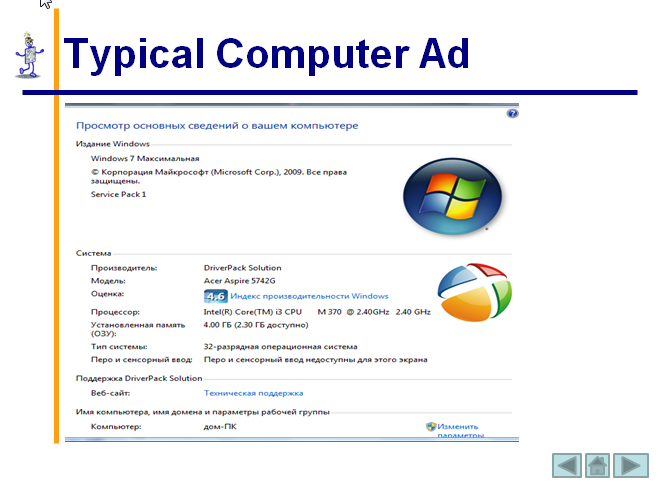 Typical Computer Ad
Просмотр основных сведений о вашем компьютере
Издание Windows
Windows 7 Максимальная
© Корпорация Майкрософт (Microsoft Corp.), 2009. Все права
защищены.
Service Pack 1
Система
Производитель: DriverPack Solution
Модель: Acer Aspire 5742G
Оценка: 4,6 Индекс производительности Windows
Процессор: Intel(R) Core(TM) i3 CPU M 370 @ 2.40GHz 2.40 GHz
Установленная память
(ОЗУ): 4.00 ГБ (2.30 ГБ доступно)
Тип системы: 32-разрядная операционная система
Перо и сенсорный ввод: Перо и сенсорный ввод недоступны для этого экрана
Поддержка DriverPack Solution
Веб-сайт: Техническая поддержка
Имя компьютера, имя домена и параметры рабочей группы
Компьютер: дом-ПК Изменить
параметры